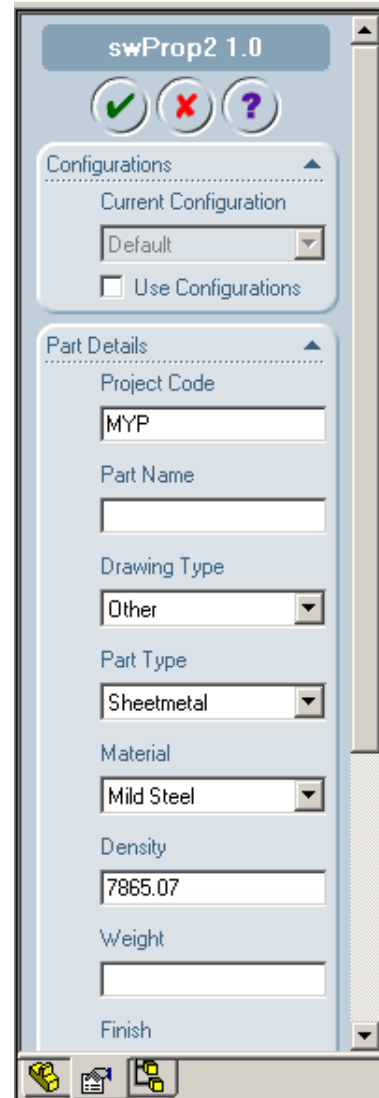 swProp2 1.0
?
Configurations
Current Configuration
Default
Use Configurations
Part Details
Project Code
MYP
Part Name
Drawing Type
Other
Part Type
Sheetmetal
Material
Mild Steel
Density
7865.07
Weight
Finish